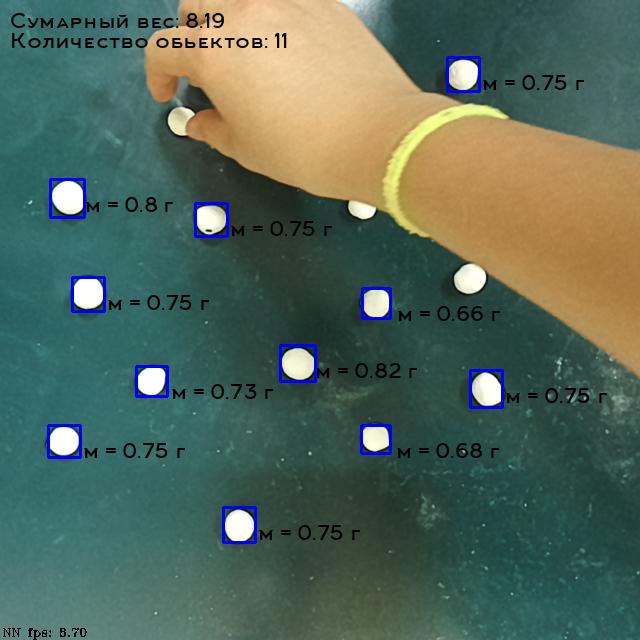 Сумарный вес: 8.19
Количество обьектов: 11
м = 0.75 г
м = 0.8 г
м = 0.75 г
м = 0.75 г
м = 0.66 г
м = 0.82 г
м = 0.73 г
м = 0.75 г
м = 0.75 г
м = 0.68 г
м = 0.75 г
NN fps: 8.70